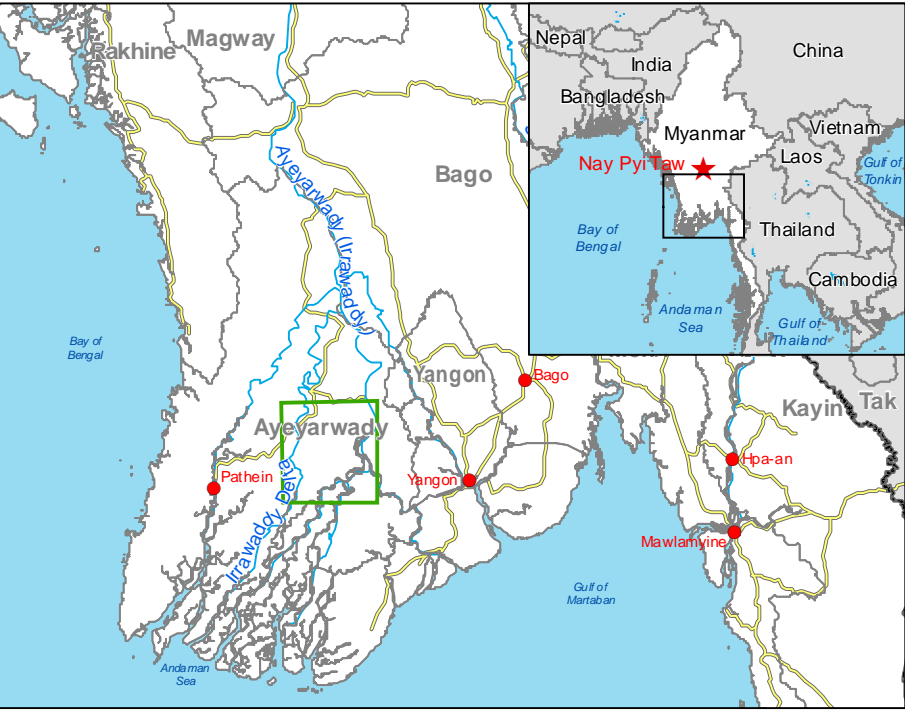 Rakhine
Magway
Bago
Ayeyarwady (Irrawaddy)
Bay of
Bengal
Yangon
Bago
Ayeyarwady
Pathein
Irrawaddy Delta
Yangon
Kayin
Tak
Hpa-an
Mawlamyine
Gulf of
Martaban
Andaman
Sea
Nepal
India
China
Bangladesh
Myanmar
Vietnam
Laos
Nay Pyi Taw
Gulf of
Tonkin
Bay of
Bengal
Thailand
Cambodia
Andaman
Sea
Gulf of
Thailand